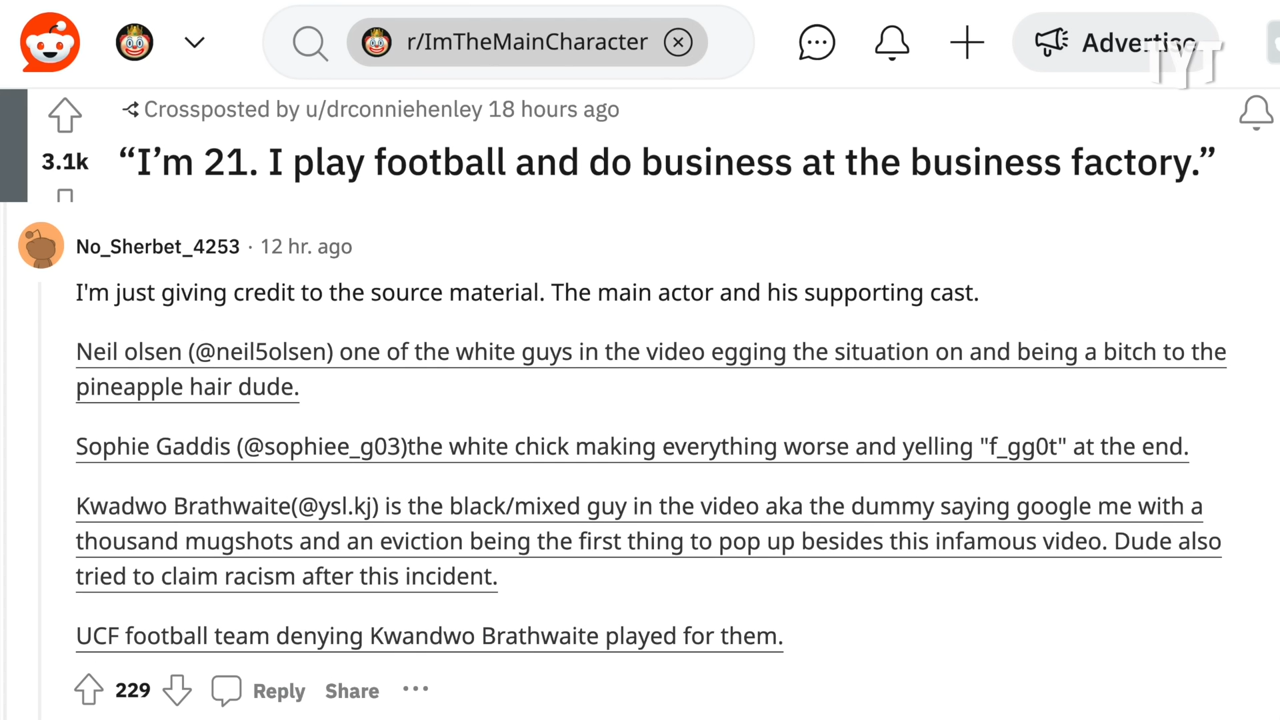 r/ImTheMainCharacter
Advertise
TYT
Crossposted by u/drconniehenley 18 hours ago
3.1k
“I’m 21. I play football and do business at the business factory.”
No_Sherbet_4253 · 12 hr. ago
I'm just giving credit to the source material. The main actor and his supporting cast.
Neil olsen (@neil5olsen) one of the white guys in the video egging the situation on and being a bitch to the
pineapple hair dude.
Sophie Gaddis (@sophiee_g03)the white chick making everything worse and yelling "f_gg0t" at the end.
Kwadwo Brathwaite(@ysl.kj) is the black/mixed guy in the video aka the dummy saying google me with a
thousand mugshots and an eviction being the first thing to pop up besides this infamous video. Dude also
tried to claim racism after this incident.
UCF football team denying Kwandwo Brathwaite played for them.
229 Reply Share ···